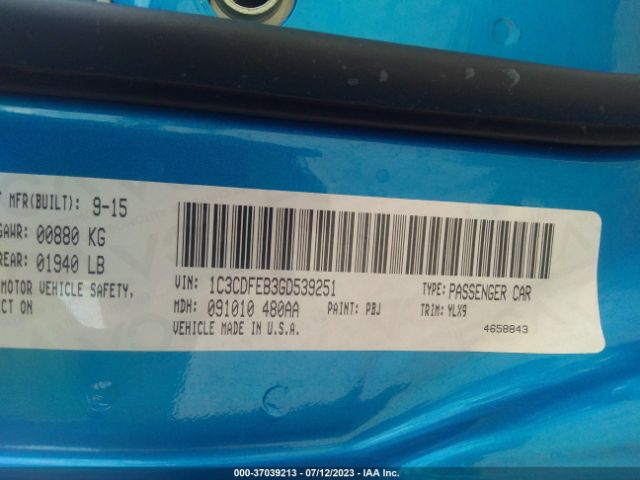 T MFR(BUILT): 9-15
GAWR: 00880 KG
REAR: 01940 LB
MOTOR VEHICLE SAFETY,
CT ON
VIN: 1C3CDFEB3GD539251
TYPE: PASSENGER CAR
MDH: 091010 480AA
PAINT: PBJ
TRIM: YLX9
VEHICLE MADE IN U.S.A.
4658843
000-37039213 - 07/12/2023 - IAA Inc.